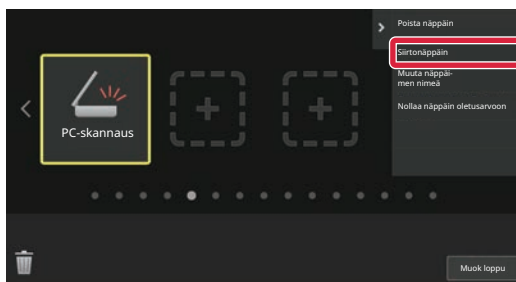 Poista näppäin
Siirtonäppäin
Muuta näppäi-
men nimeä
Nollaa näppäin oletusarvoon
PC-skannaus
Muok loppu